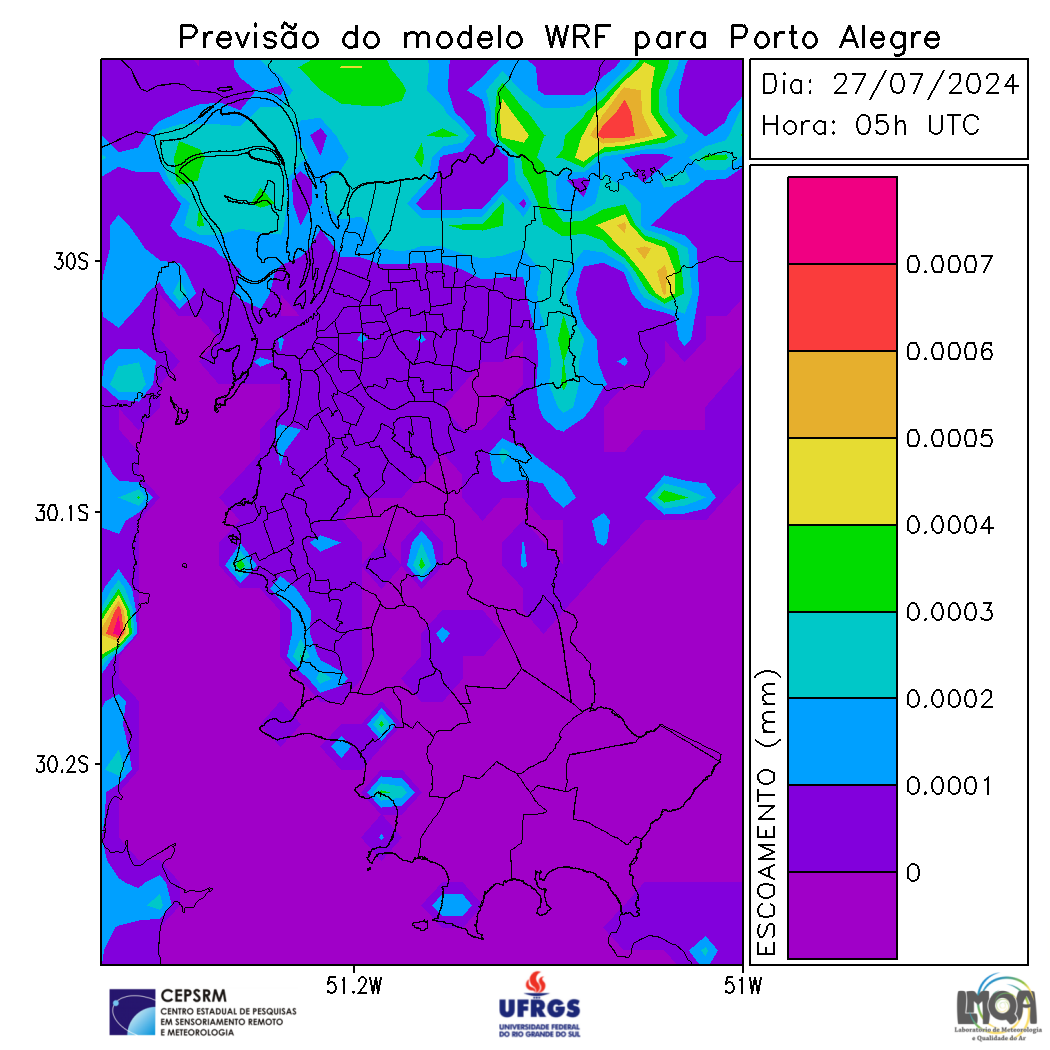 Previsão do modelo WRF para Porto Alegre
Dia: 27/07/2024
Hora: 05h UTC
30S
30.1S
30.2S
51.2W
51W
0.0007
0.0006
0.0005
0.0004
0.0003
0.0002
0.0001
0
ESCOAMENTO (mm)
CEPSRM
CENTRO ESTADUAL DE PESQUISAS
EM SENSORIAMENTO REMOTO
E METEOROLOGIA
UFRGS
UNIVERSIDADE FEDERAL
DO RIO GRANDE DO SUL
LMQA
Laboratório de Meteorologia
e Qualidade do Ar